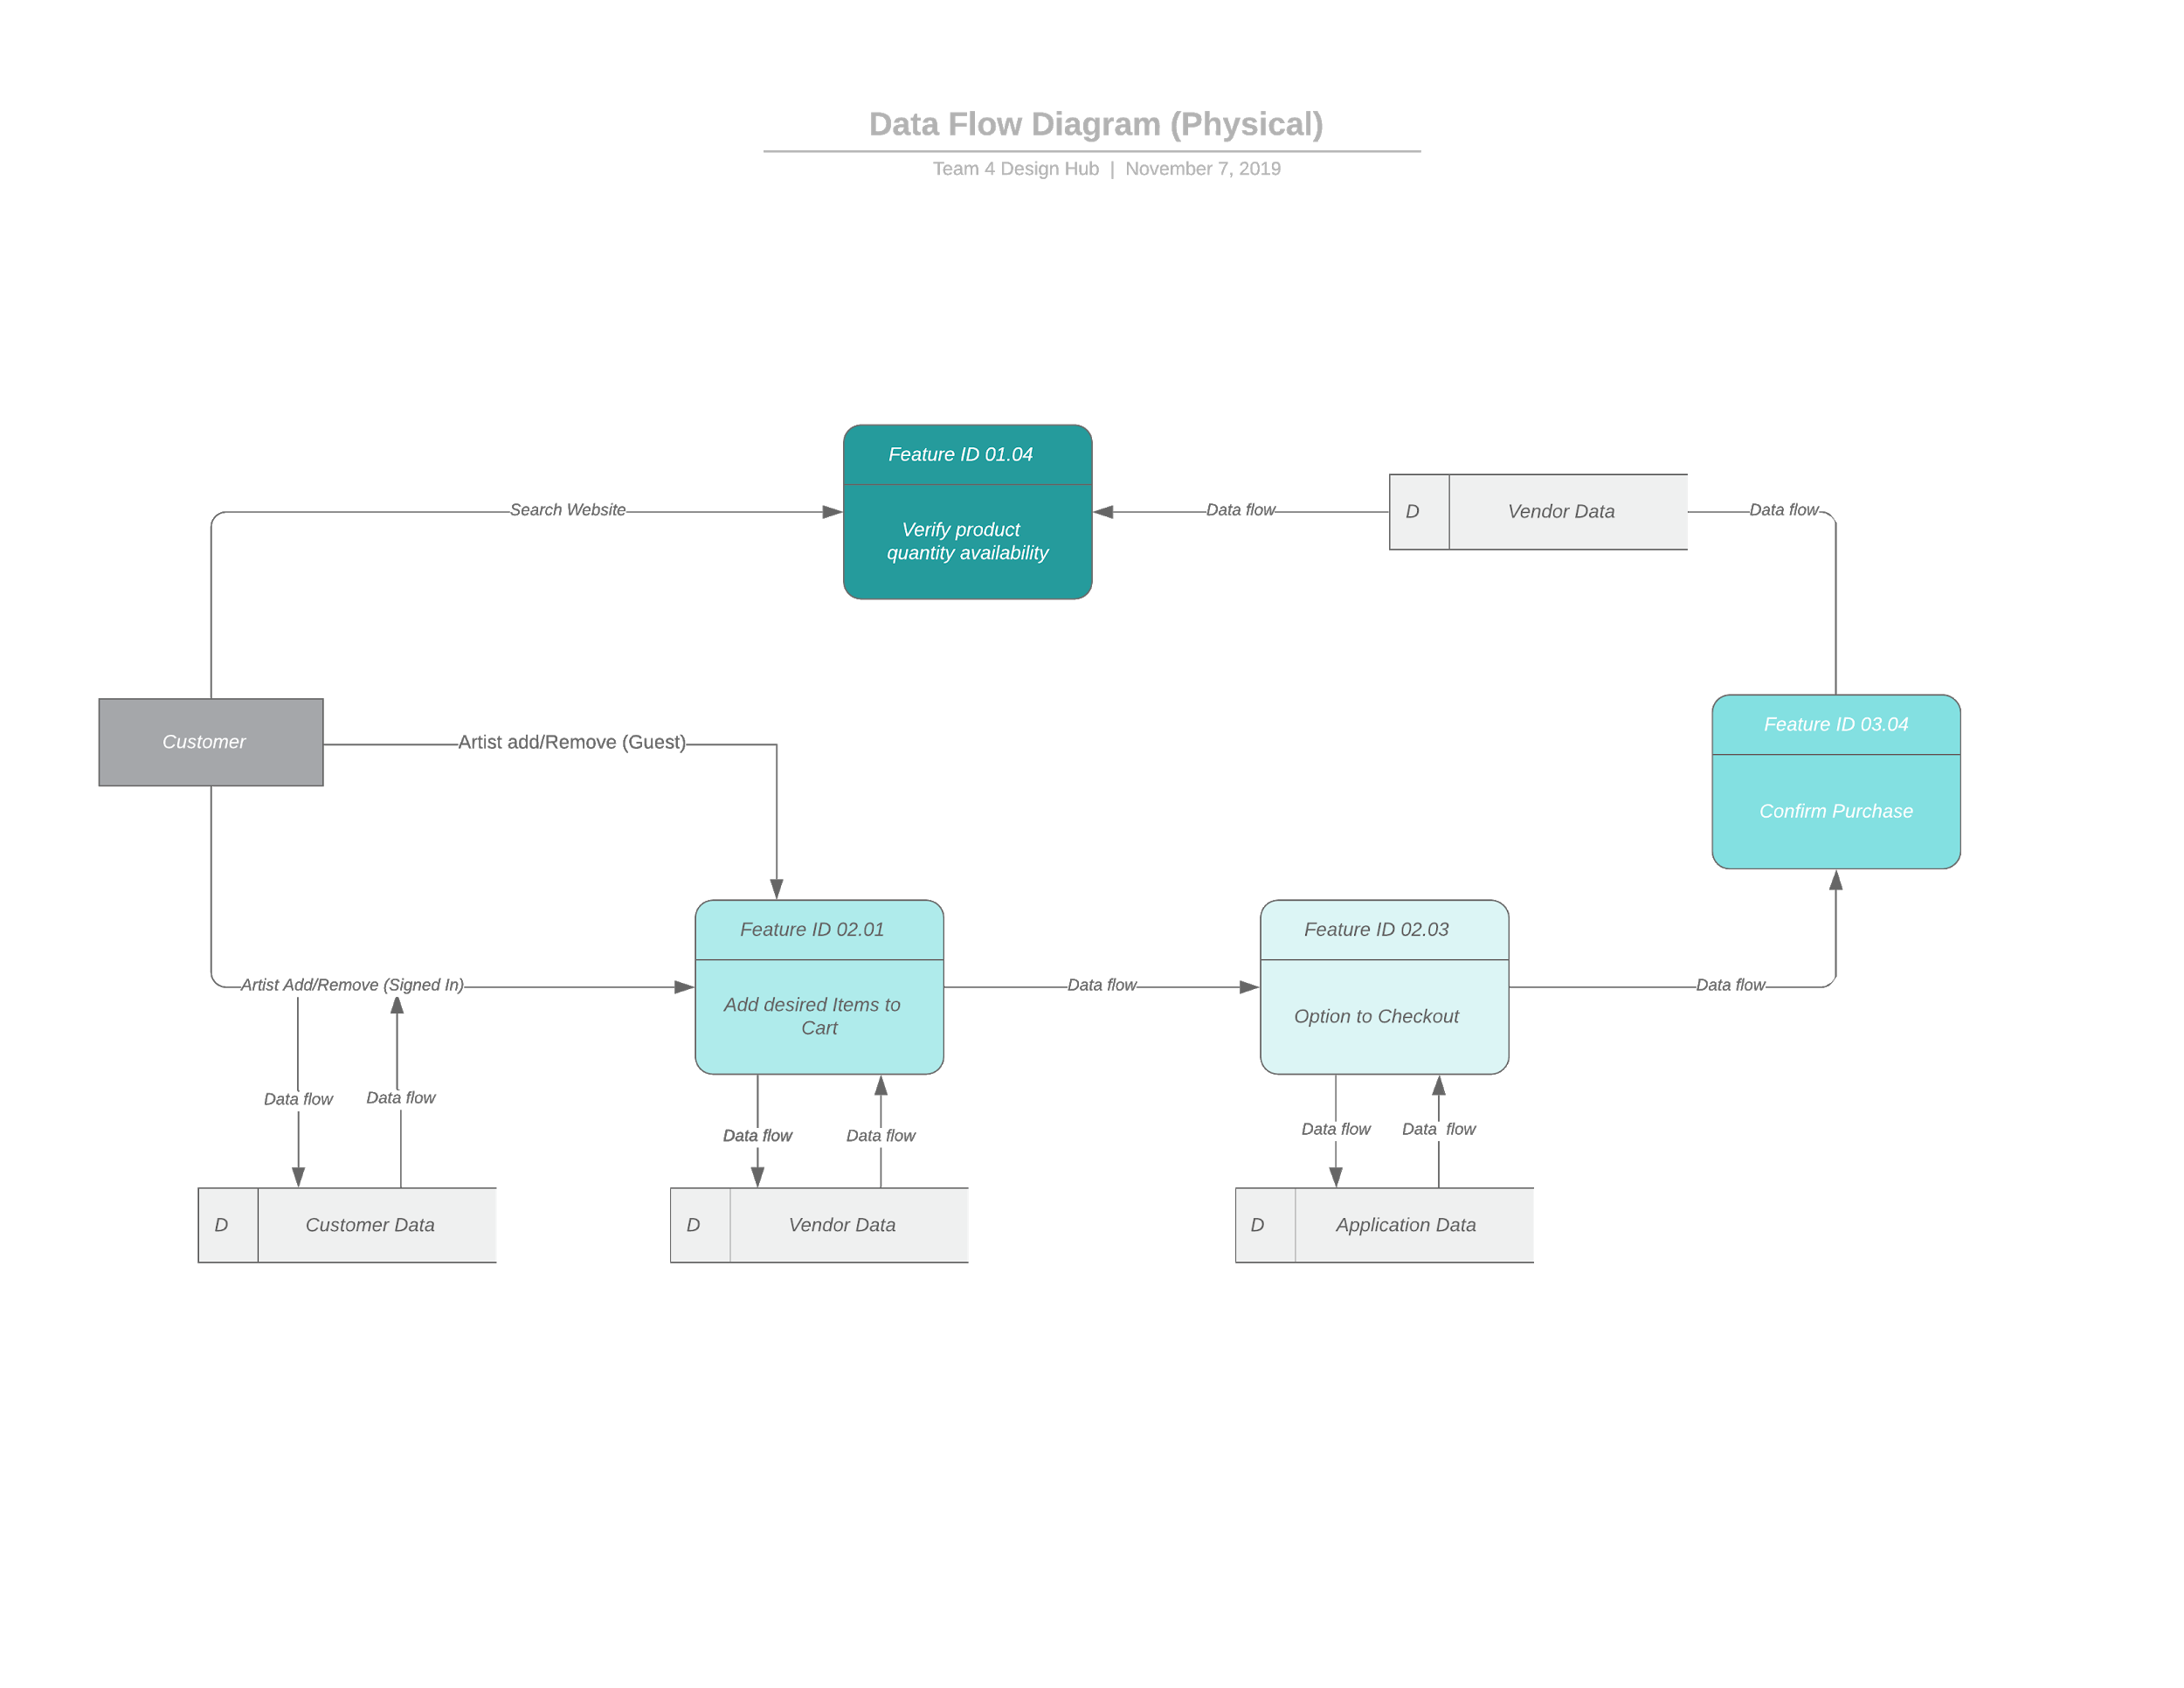 Data Flow Diagram (Physical)
Team 4 Design Hub | November 7, 2019
Feature ID 01.04
Verify product
quantity availability
Search Website
Data flow
D
Vendor Data
Data flow
Customer
Artist add/Remove (Guest)
Feature ID 03.04
Confirm Purchase
Artist Add/Remove (Signed In)
Feature ID 02.01
Add desired Items to
Cart
Data flow
Feature ID 02.03
Option to Checkout
Data flow
Data flow
Data flow
Data flow
Data flow
Data flow
Data  flow
D
Customer Data
D
Vendor Data
D
Application Data